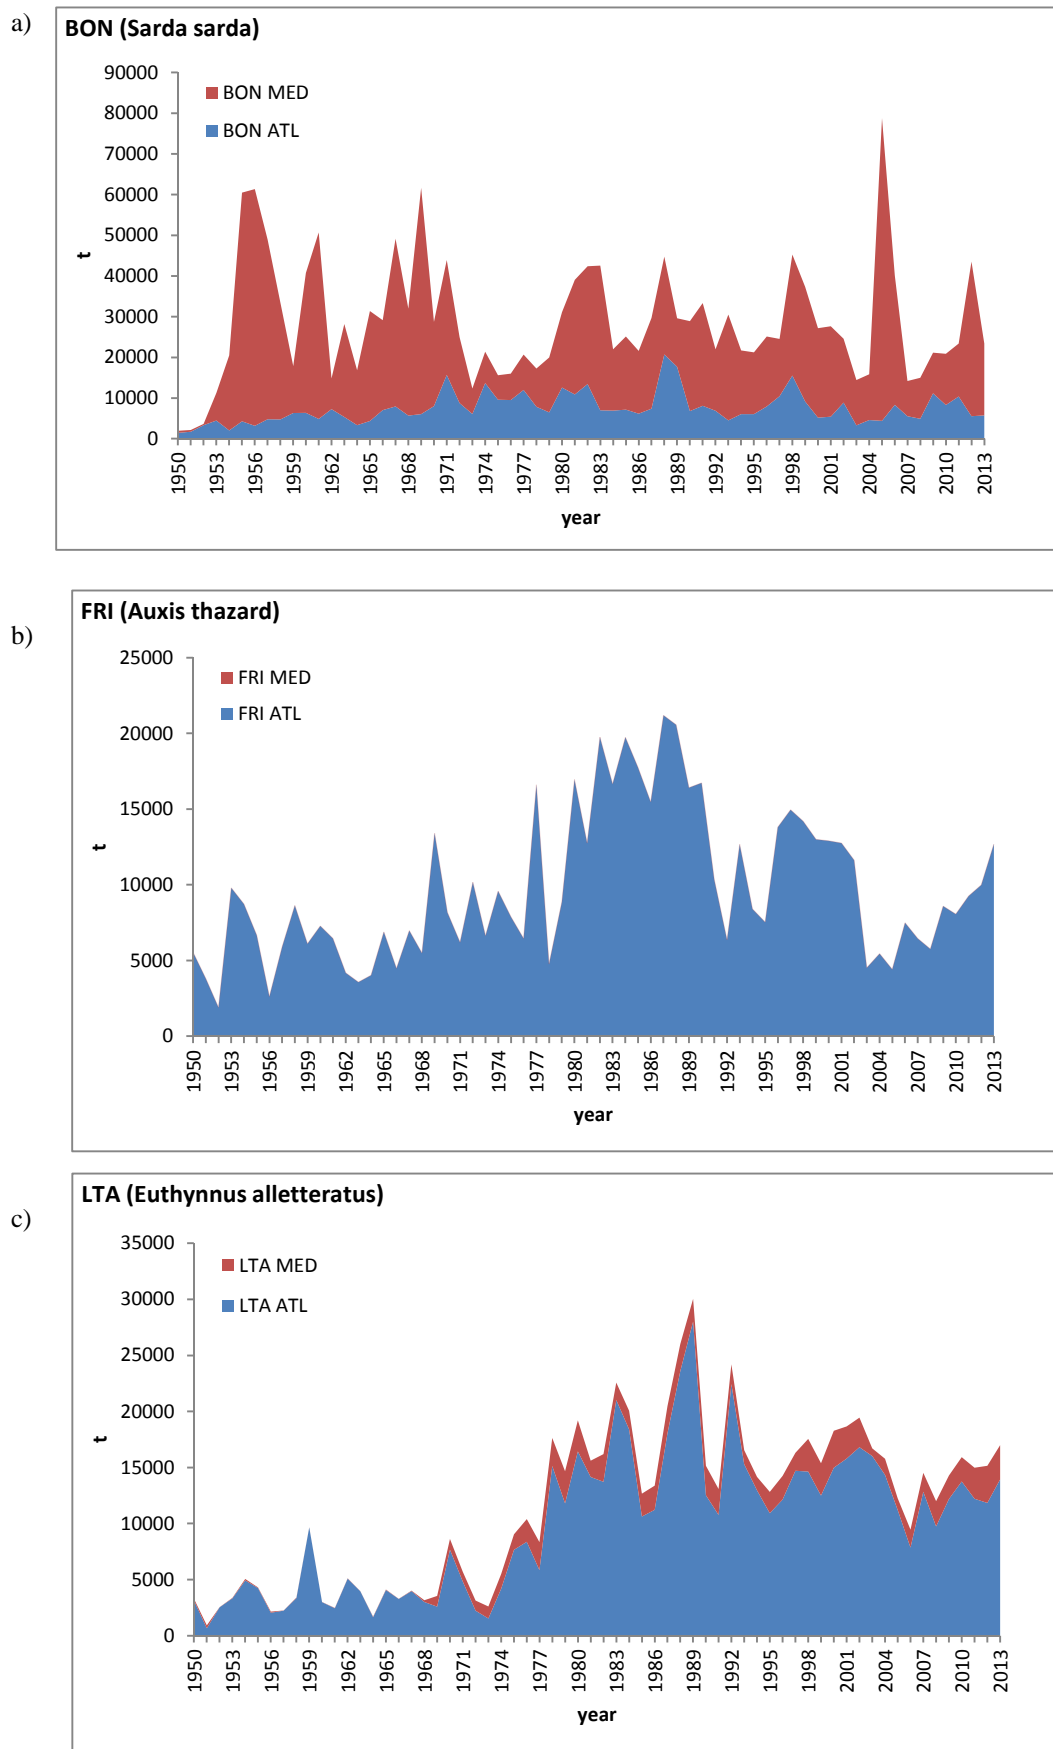 a)
BON (Sarda sarda)
90000
80000
70000
60000
50000
40000
30000
20000
10000
0
t
BON MED
BON ATL
1950 1953 1956 1959 1962 1965 1968 1971 1974 1977 1980 1983 1986 1989 1992 1995 1998 2001 2004 2007 2010 2013
year
b)
FRI (Auxis thazard)
25000
20000
15000
10000
5000
0
t
FRI MED
FRI ATL
1950 1953 1956 1959 1962 1965 1968 1971 1974 1977 1980 1983 1986 1989 1992 1995 1998 2001 2004 2007 2010 2013
year
c)
LTA (Euthynnus alletteratus)
35000
30000
25000
20000
15000
10000
5000
0
t
LTA MED
LTA ATL
1950 1953 1956 1959 1962 1965 1968 1971 1974 1977 1980 1983 1986 1989 1992 1995 1998 2001 2004 2007 2010 2013
year